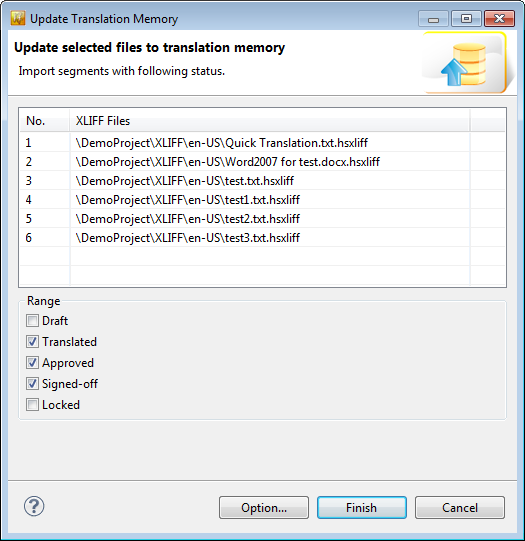 Update Translation Memory
Update selected files to translation memory
Import segments with following status.
No. XLIFF Files
1 \DemoProject\XLIFF\en-US\Quick Translation.txt.hsxliff
2 \DemoProject\XLIFF\en-US\Word2007 for test.docx.hsxliff
3 \DemoProject\XLIFF\en-US\test.txt.hsxliff
4 \DemoProject\XLIFF\en-US\test1.txt.hsxliff
5 \DemoProject\XLIFF\en-US\test2.txt.hsxliff
6 \DemoProject\XLIFF\en-US\test3.txt.hsxliff
Range
Draft
Translated
Approved
Signed-off
Locked
? Option... Finish Cancel